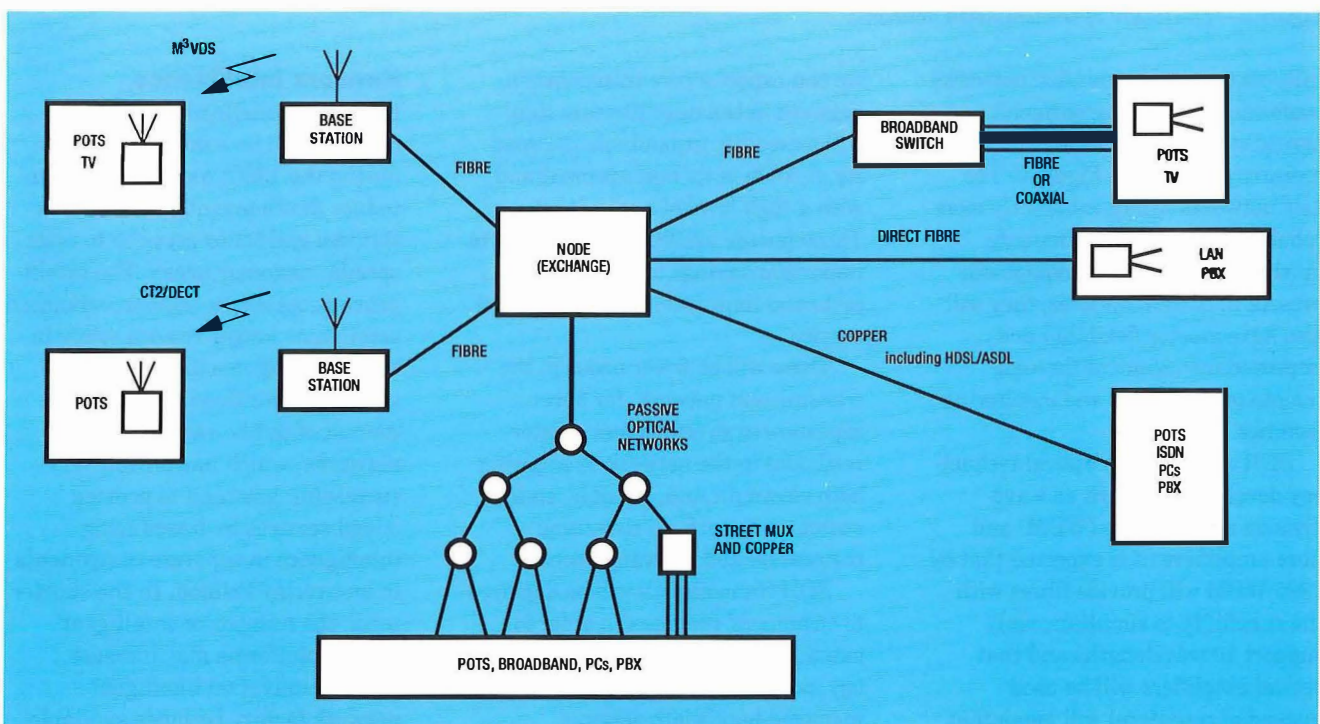 M³VDS
POTS
TV
BASE
STATION
FIBRE
NODE
(EXCHANGE)
FIBRE
BROADBAND
SWITCH
FIBRE
OR
COAXIAL
POTS
TV
DIRECT FIBRE
LAN
PBX
CT2/DECT
POTS
BASE
STATION
FIBRE
COPPER
including HDSL/ASDL
POTS
ISDN
PCs
PBX
PASSIVE
OPTICAL
NETWORKS
STREET MUX
AND COPPER
POTS, BROADBAND, PCs, PBX